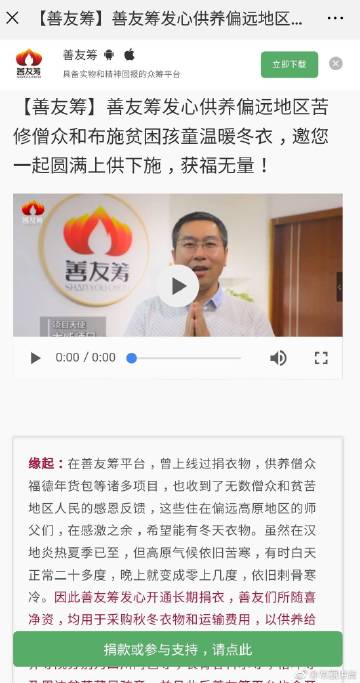 【善友筹】善友筹发心供养偏远地区...
善友筹
善友筹
具备实物和精神回报的众筹平台
立即下载
【善友筹】善友筹发心供养偏远地区苦
修僧众和布施贫困孩童温暖冬衣，邀您
一起圆满上供下施，获福无量！
善友筹
善友筹
项目天使
0:00 / 0:00
缘起：在善友筹平台，曾上线过捐衣物，供养僧众
福德年货包等诸多项目，也收到了无数僧众和贫苦
地区人民的感恩反馈，这些住在偏远高原地区的师
父们，在感激之余，希望能有冬天衣物。虽然在汉
地炎热夏季已至，但高原气候依旧苦寒，有时白天
正常二十多度，晚上就变成零上几度，依旧刺骨寒
冷。因此善友筹发心开通长期捐衣，善友们所随喜
净资，均用于采购秋冬衣物和运输费用，以供养给
捐款或参与支持，请点此